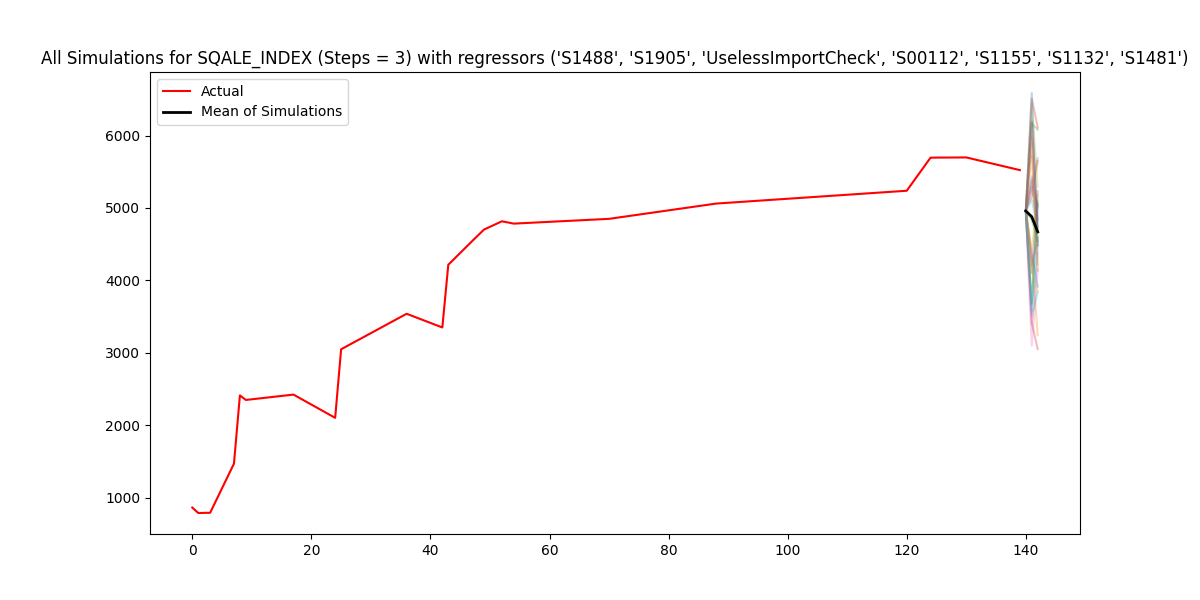 All Simulations for SQALE_INDEX (Steps = 3) with regressors ('S1488', 'S1905', 'UselessImportCheck', 'S00112', 'S1155', 'S1132', 'S1481')
Actual
Mean of Simulations
6000
5000
4000
3000
2000
1000
0 20 40 60 80 100 120 140